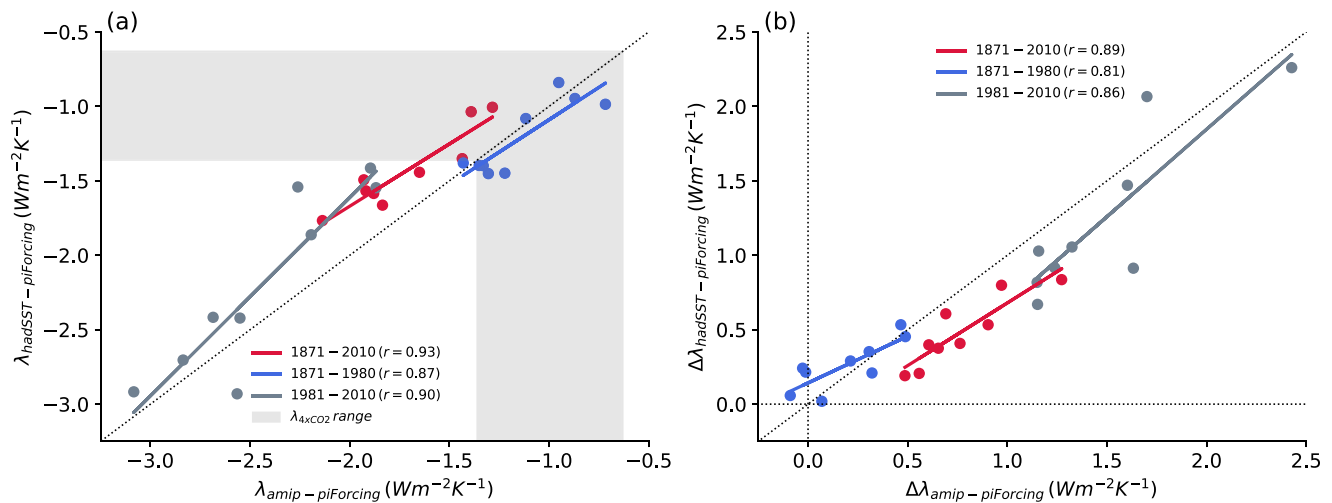 (a)
−0.5
−1.0
−1.5
−2.0
−2.5
−3.0
λhadSST−piForcing (Wm−2K−1)
1871−2010 (r = 0.93)
1871−1980 (r = 0.87)
1981−2010 (r = 0.90)
λ4xCO2 range
−3.0 −2.5 −2.0 −1.5 −1.0 −0.5
λamip−piForcing (Wm−2K−1)
(b)
2.5
2.0
1.5
1.0
0.5
0.0
ΔλhadSST−piForcing (Wm−2K−1)
1871−2010 (r = 0.89)
1871−1980 (r = 0.81)
1981−2010 (r = 0.86)
0.0 0.5 1.0 1.5 2.0 2.5
Δλamip−piForcing (Wm−2K−1)